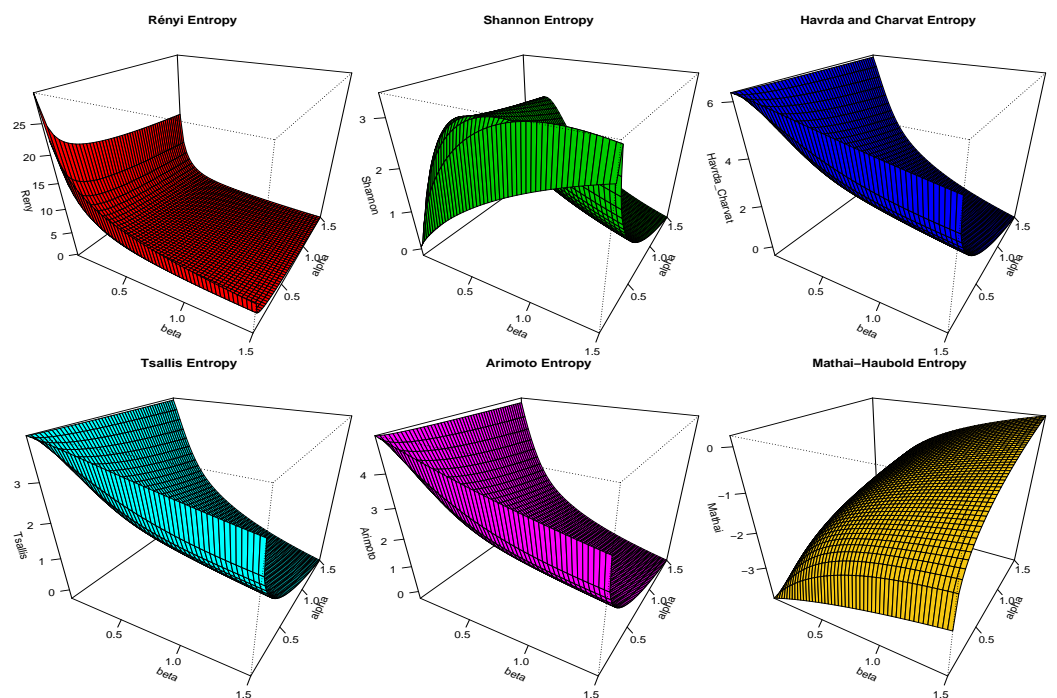 Rényi Entropy
25
20
15
10
5
0
Reny
0.5
1.0
1.5
beta
0.5
1.0
1.5
alpha
Shannon Entropy
3
2
1
0
Shannon
0.5
1.0
1.5
beta
0.5
1.0
1.5
alpha
Havrda and Charvat Entropy
6
4
2
0
Havrda_Charvat
0.5
1.0
1.5
beta
0.5
1.0
1.5
alpha
Tsallis Entropy
3
2
1
0
Tsallis
0.5
1.0
1.5
beta
0.5
1.0
1.5
alpha
Arimoto Entropy
4
3
2
1
0
Arimoto
0.5
1.0
1.5
beta
0.5
1.0
1.5
alpha
Mathai−Haubold Entropy
0
−1
−2
−3
Mathai
0.5
1.0
1.5
beta
0.5
1.0
1.5
alpha